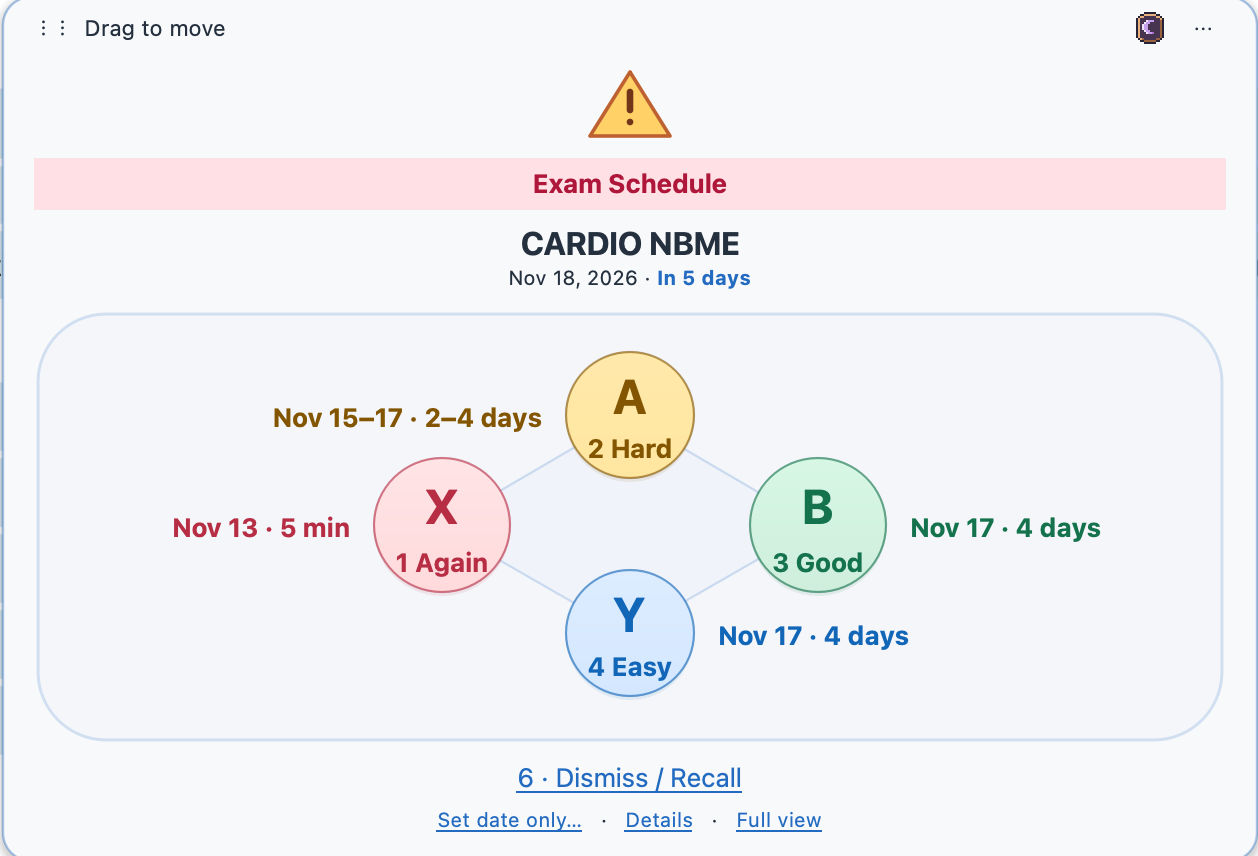 Drag to move
Exam Schedule
CARDIO NBME
Nov 18, 2026 · In 5 days
A
2 Hard
Nov 15–17 · 2–4 days
X
1 Again
Nov 13 · 5 min
B
3 Good
Nov 17 · 4 days
Y
4 Easy
Nov 17 · 4 days
6 · Dismiss / Recall
Set date only... · Details · Full view